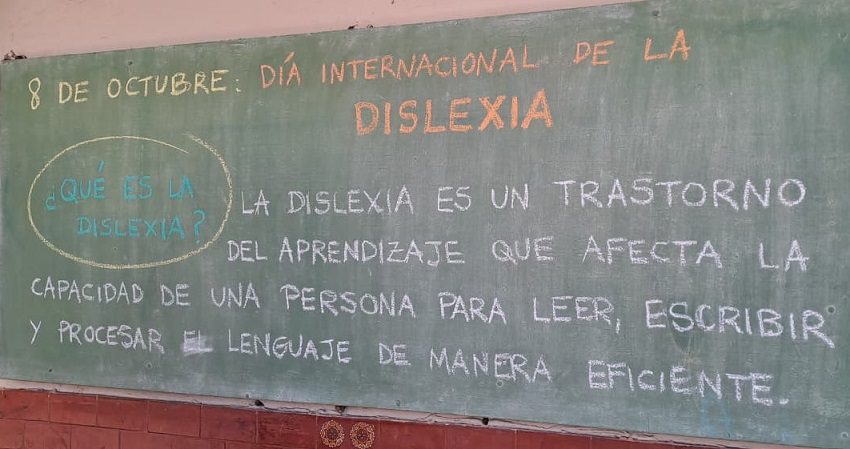 8 DE OCTUBRE: DÍA INTERNACIONAL DE LA
DISLEXIA
¿QUÉ ES LA
DISLEXIA?
LA DISLEXIA ES UN TRASTORNO
DEL APRENDIZAJE QUE AFECTA LA
CAPACIDAD DE UNA PERSONA PARA LEER, ESCRIBIR
Y PROCESAR EL LENGUAJE DE MANERA EFICIENTE.